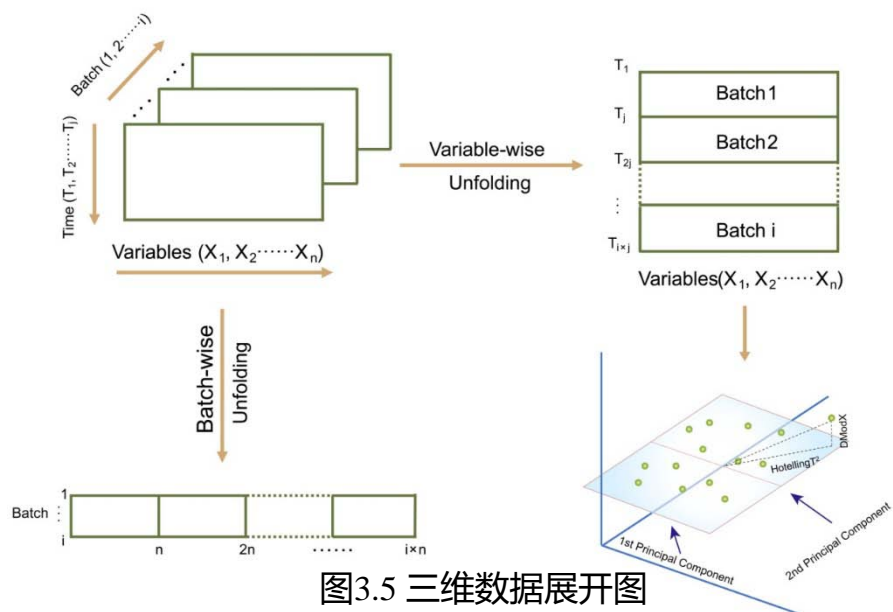 Batch (1, 2······i)
Time (T₁, T₂······Tⱼ)
Variables (X₁, X₂······Xₙ)
Variable-wise
Unfolding
T₁
Batch1
Tⱼ
Batch2
T₂ⱼ
⋮
Batch i
Tᵢ×ⱼ
Variables(X₁, X₂······Xₙ)
Batch-wise
Unfolding
1
Batch
⋮
i
n
2n
······
i×n
DModX
HotellingT²
1st Principal Component
2nd Principal Component
图3.5 三维数据展开图